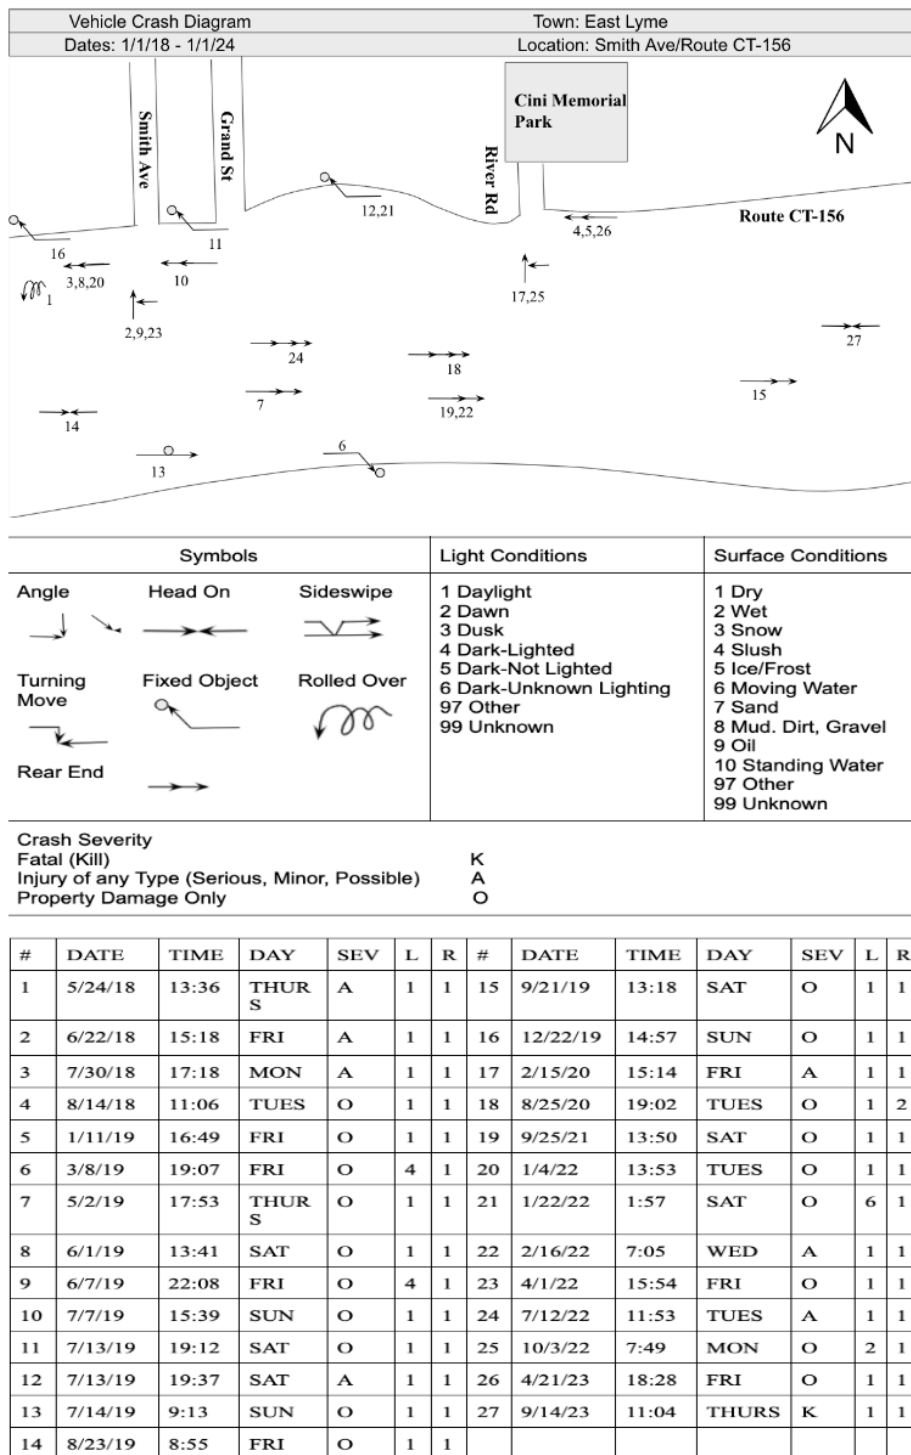 Vehicle Crash Diagram Town: East Lyme
Dates: 1/1/18 - 1/1/24 Location: Smith Ave/Route CT-156
Smith Ave
Grand St
River Rd
Cini Memorial
Park
N
Route CT-156
12,21
4,5,26
16
11
3,8,20
10
1
17,25
2,9,23
24
27
18
7
19,22
15
14
6
13
Symbols
Angle Head On Sideswipe
Turning
Move
Fixed Object Rolled Over
Rear End
Light Conditions
1 Daylight
2 Dawn
3 Dusk
4 Dark-Lighted
5 Dark-Not Lighted
6 Dark-Unknown Lighting
97 Other
99 Unknown
Surface Conditions
1 Dry
2 Wet
3 Snow
4 Slush
5 Ice/Frost
6 Moving Water
7 Sand
8 Mud. Dirt, Gravel
9 Oil
10 Standing Water
97 Other
99 Unknown
Crash Severity
Fatal (Kill) K
Injury of any Type (Serious, Minor, Possible) A
Property Damage Only O
# DATE TIME DAY SEV L R # DATE TIME DAY SEV L R
1 5/24/18 13:36 THUR A 1 1 15 9/21/19 13:18 SAT O 1 1
S
2 6/22/18 15:18 FRI A 1 1 16 12/22/19 14:57 SUN O 1 1
3 7/30/18 17:18 MON A 1 1 17 2/15/20 15:14 FRI A 1 1
4 8/14/18 11:06 TUES O 1 1 18 8/25/20 19:02 TUES O 1 2
5 1/11/19 16:49 FRI O 1 1 19 9/25/21 13:50 SAT O 1 1
6 3/8/19 19:07 FRI O 4 1 20 1/4/22 13:53 TUES O 1 1
7 5/2/19 17:53 THUR O 1 1 21 1/22/22 1:57 SAT O 6 1
S
8 6/1/19 13:41 SAT O 1 1 22 2/16/22 7:05 WED A 1 1
9 6/7/19 22:08 FRI O 4 1 23 4/1/22 15:54 FRI O 1 1
10 7/7/19 15:39 SUN O 1 1 24 7/12/22 11:53 TUES A 1 1
11 7/13/19 19:12 SAT O 1 1 25 10/3/22 7:49 MON O 2 1
12 7/13/19 19:37 SAT A 1 1 26 4/21/23 18:28 FRI O 1 1
13 7/14/19 9:13 SUN O 1 1 27 9/14/23 11:04 THURS K 1 1
14 8/23/19 8:55 FRI O 1 1